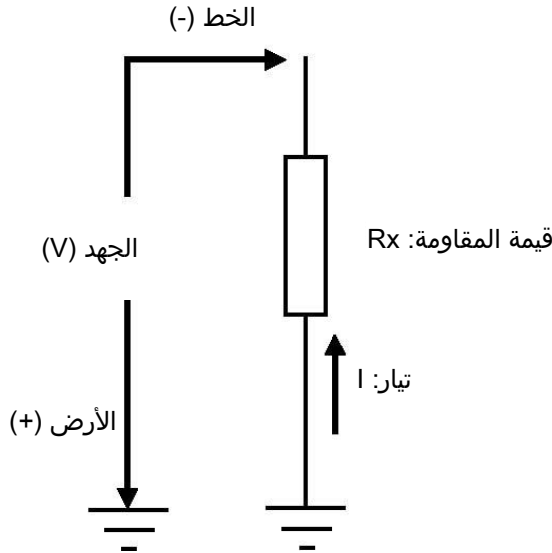 الخط (-)
الجهد (V)
قيمة المقاومة: Rx
تيار: I
الأرض (+)